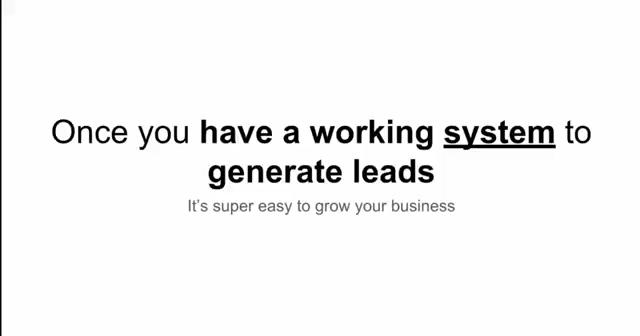 Once you have a working system to
generate leads
It's super easy to grow your business